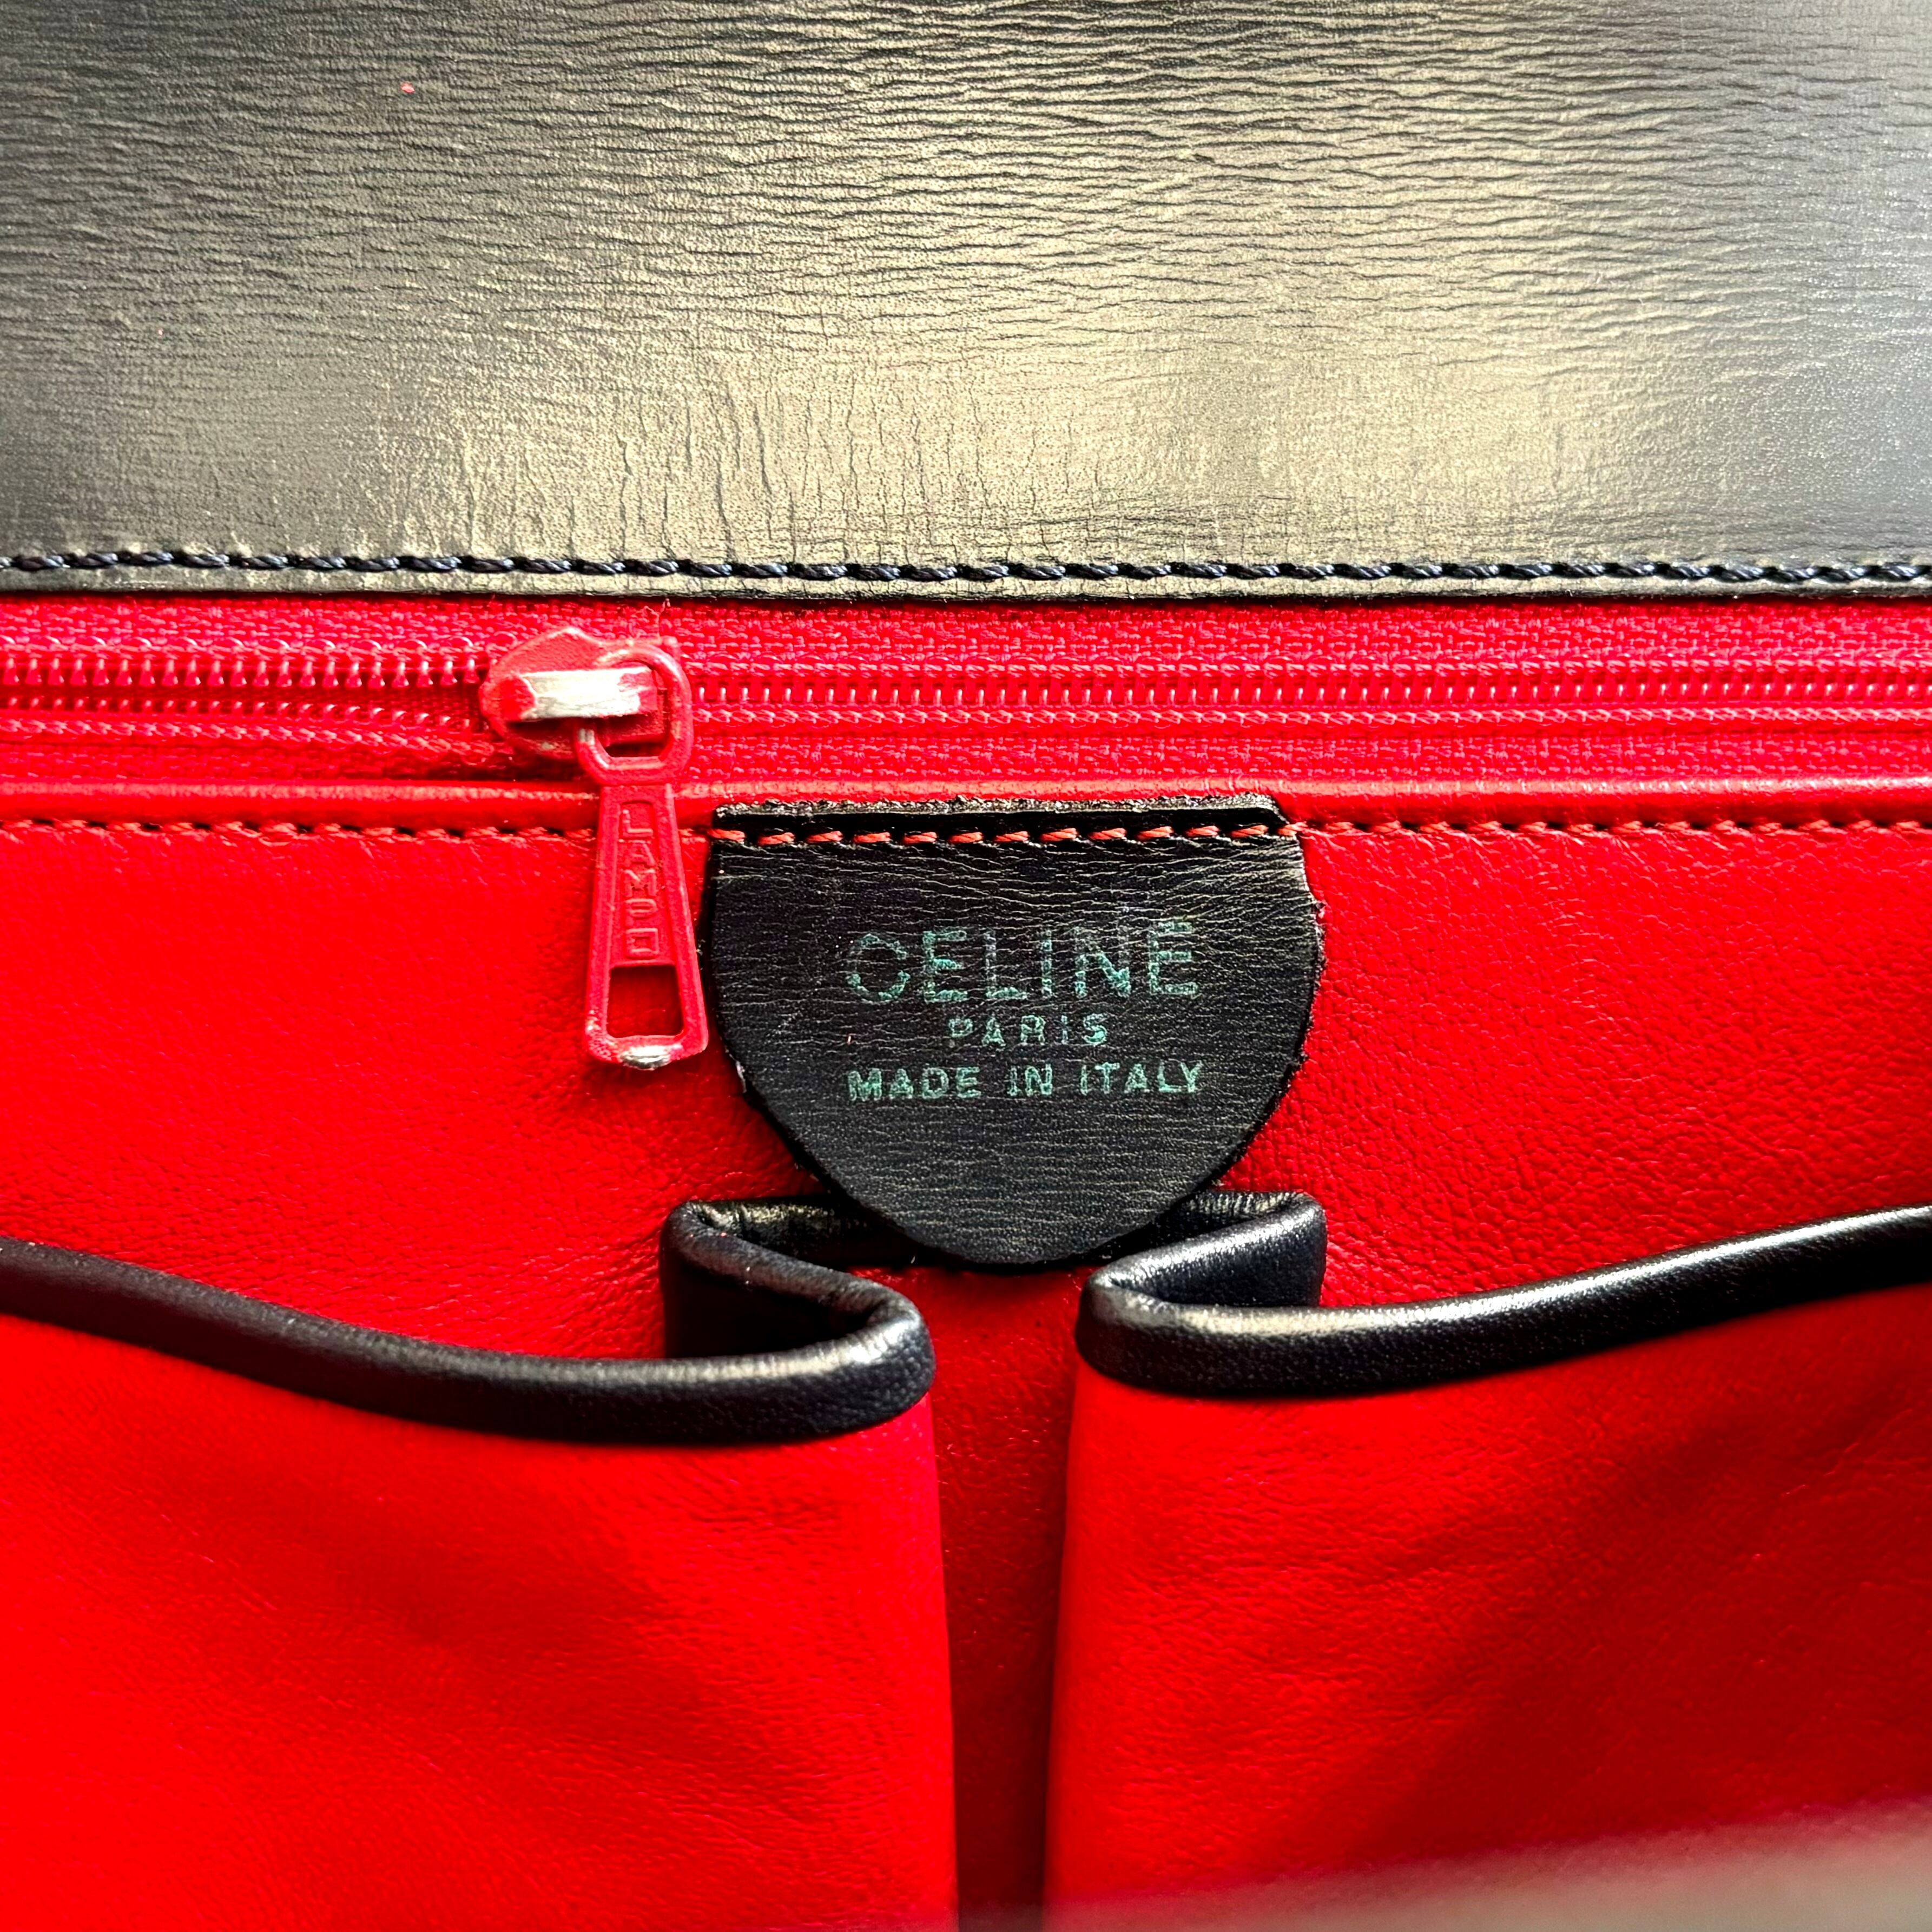 LAMPO
CELINE
PARIS
MADE IN ITALY